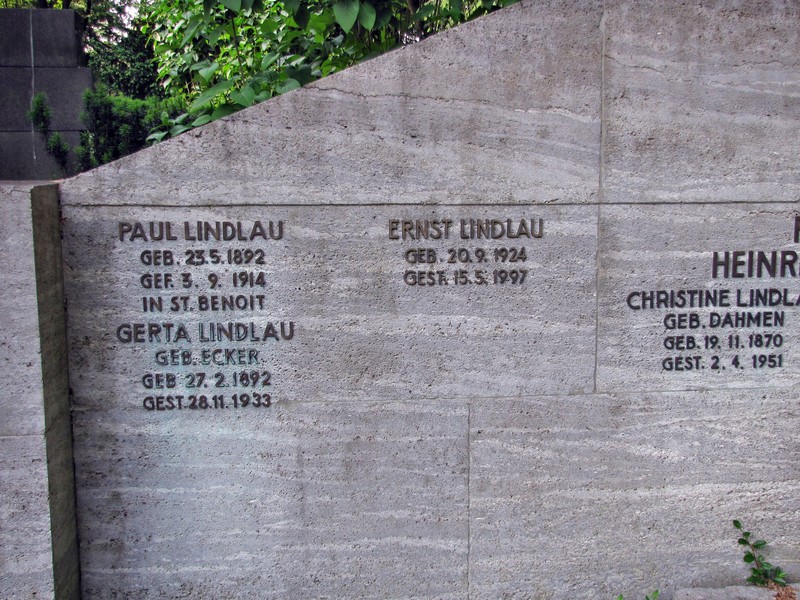 PAUL LINDLAU
GEB. 23.5.1892
GEF. 3. 9. 1914
IN ST. BENOIT
GERTA LINDLAU
GEB. ECKER
GEB. 27. 2. 1892
GEST. 28.11. 1933
ERNST LINDLAU
GEB. 20.9. 1924
GEST. 15.5. 1997
CHRISTINE
GEB. DAHMEN
GEB. 19. 11. 1870
GEST. 2. 4. 1951